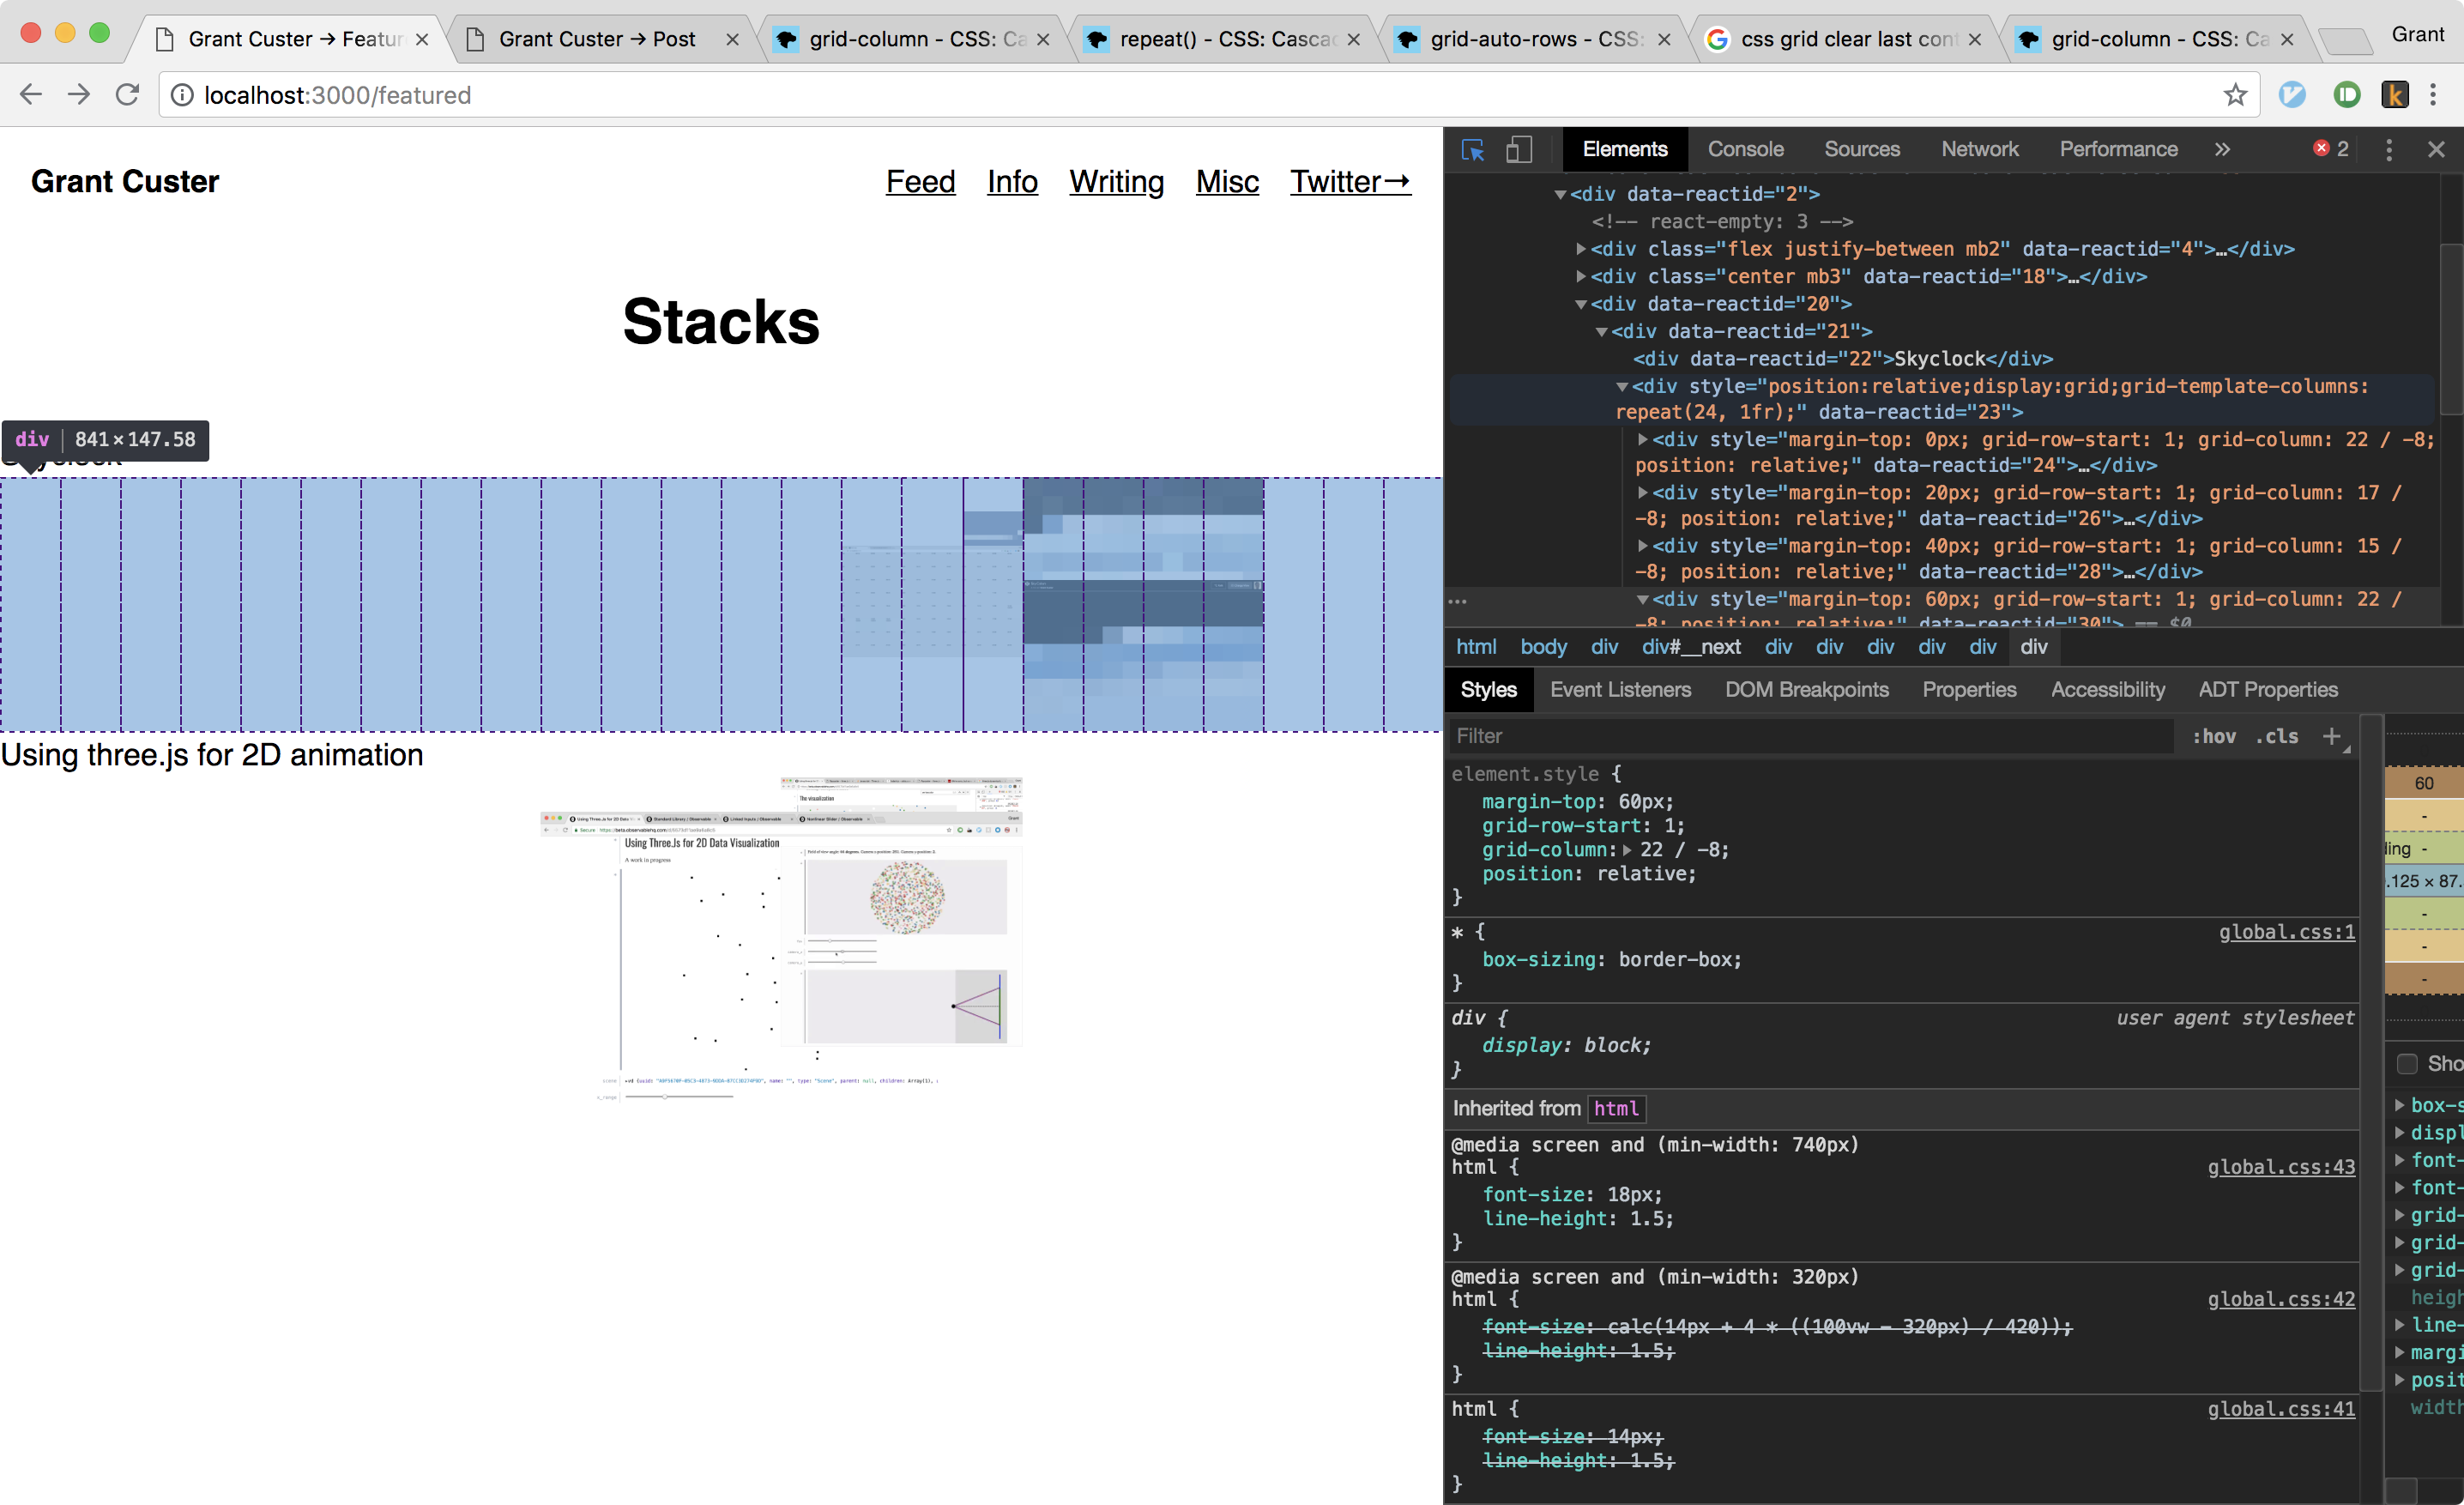 Grant Custer → Featur
Grant Custer → Post
grid-column - CSS: Ca
repeat() - CSS: Cascad
grid-auto-rows - CSS:
css grid clear last cont
grid-column - CSS: Ca
Grant
localhost:3000/featured
Grant Custer
Feed Info Writing Misc Twitter→
Stacks
div 841×147.58
Skyclock
Using three.js for 2D animation
The visualization
Using Three.Js for 2D Data Visualization
A work in progress
Elements Console Sources Network Performance » 2
▼<div data-reactid="2">
<!-- react-empty: 3 -->
▶<div class="flex justify-between mb2" data-reactid="4">…</div>
▶<div class="center mb3" data-reactid="18">…</div>
▼<div data-reactid="20">
▼<div data-reactid="21">
<div data-reactid="22">Skyclock</div>
▼<div style="position:relative;display:grid;grid-template-columns:
repeat(24, 1fr);" data-reactid="23">
▶<div style="margin-top: 0px; grid-row-start: 1; grid-column: 22 / -8;
position: relative;" data-reactid="24">…</div>
▶<div style="margin-top: 20px; grid-row-start: 1; grid-column: 17 /
-8; position: relative;" data-reactid="26">…</div>
▶<div style="margin-top: 40px; grid-row-start: 1; grid-column: 15 /
-8; position: relative;" data-reactid="28">…</div>
… ▼<div style="margin-top: 60px; grid-row-start: 1; grid-column: 22 /
-8; position: relative;" data-reactid="30"> == $0
html body div div#__next div div div div div div
Styles Event Listeners DOM Breakpoints Properties Accessibility ADT Properties
Filter :hov .cls +
element.style {
margin-top: 60px;
grid-row-start: 1;
grid-column:▶ 22 / -8;
position: relative;
}
* { global.css:1
box-sizing: border-box;
}
div { user agent stylesheet
display: block;
}
Inherited from html
@media screen and (min-width: 740px)
html { global.css:43
font-size: 18px;
line-height: 1.5;
}
@media screen and (min-width: 320px)
html { global.css:42
font-size: calc(14px + 4 * ((100vw - 320px) / 420));
line-height: 1.5;
}
html { global.css:41
font-size: 14px;
line-height: 1.5;
}
60
-
ding -
.125 × 87.
-
-
-
Sho
box-s
displ
font-
font-
grid-
grid-
grid-
heigh
line-
margi
posit
width